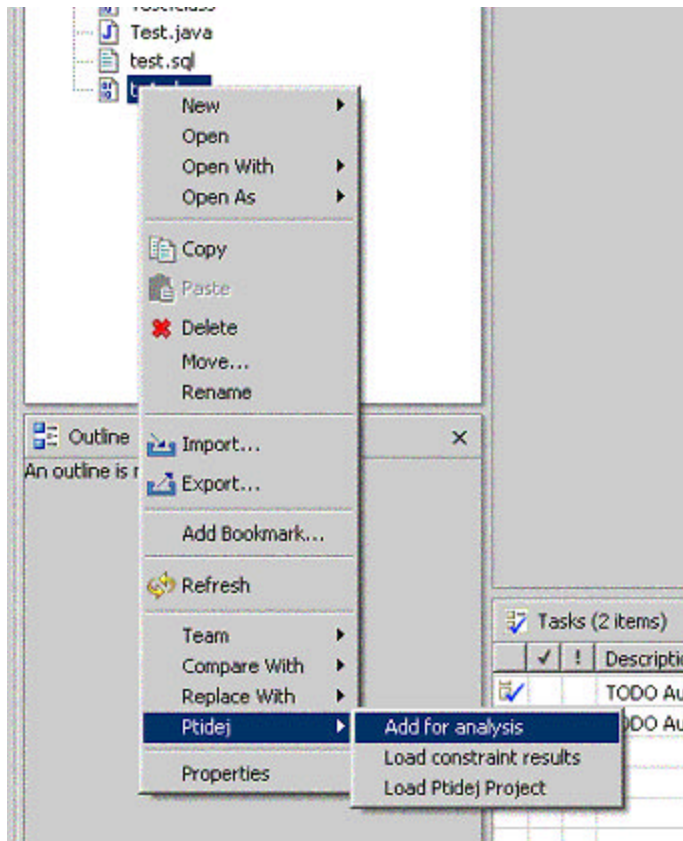 Test.java
test.sql
New
Open
Open With
Open As
Copy
Paste
Delete
Move...
Rename
Outline
An outline is
Import...
Export...
Add Bookmark...
Refresh
Tasks (2 items)
Team
Compare With
! Descripti
Replace With
TODO Au
Ptidej
Add for analysis
DO Au
Load constraint results
Properties
Load Ptidej Project